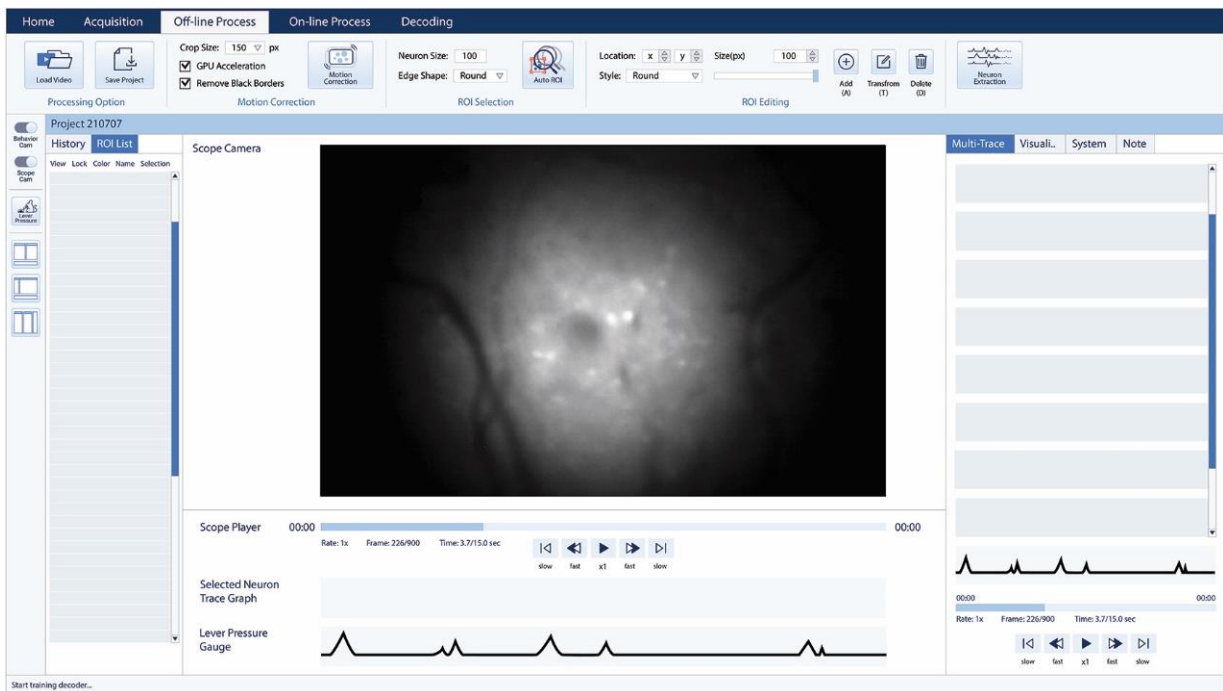 Home Acquisition Off-line Process On-line Process Decoding
Crop Size: 150 px
GPU Acceleration
Remove Black Borders
Load Video
Save Project
Motion
Correction
Processing Option
Motion Correction
Neuron Size: 100
Edge Shape: Round
Auto ROI
ROI Selection
Location: x y Size(px) 100
Style: Round
Add
(A)
Transfrom
(T)
Delete
(D)
ROI Editing
Neuron
Extraction
Project 210707
Behavior
Cam
Scope
Cam
Lever
Pressure
History ROI List
View Lock Color Name Selection
Scope Camera
Multi-Trace Visuali.. System Note
Scope Player 00:00 00:00
Rate: 1x Frame: 226/900 Time: 3.7/15.0 sec
slow fast x1 fast slow
Selected Neuron
Trace Graph
Lever Pressure
Gauge
00:00 00:00
Rate: 1x Frame: 226/900 Time: 3.7/15.0 sec
slow fast x1 fast slow
Start training decoder...